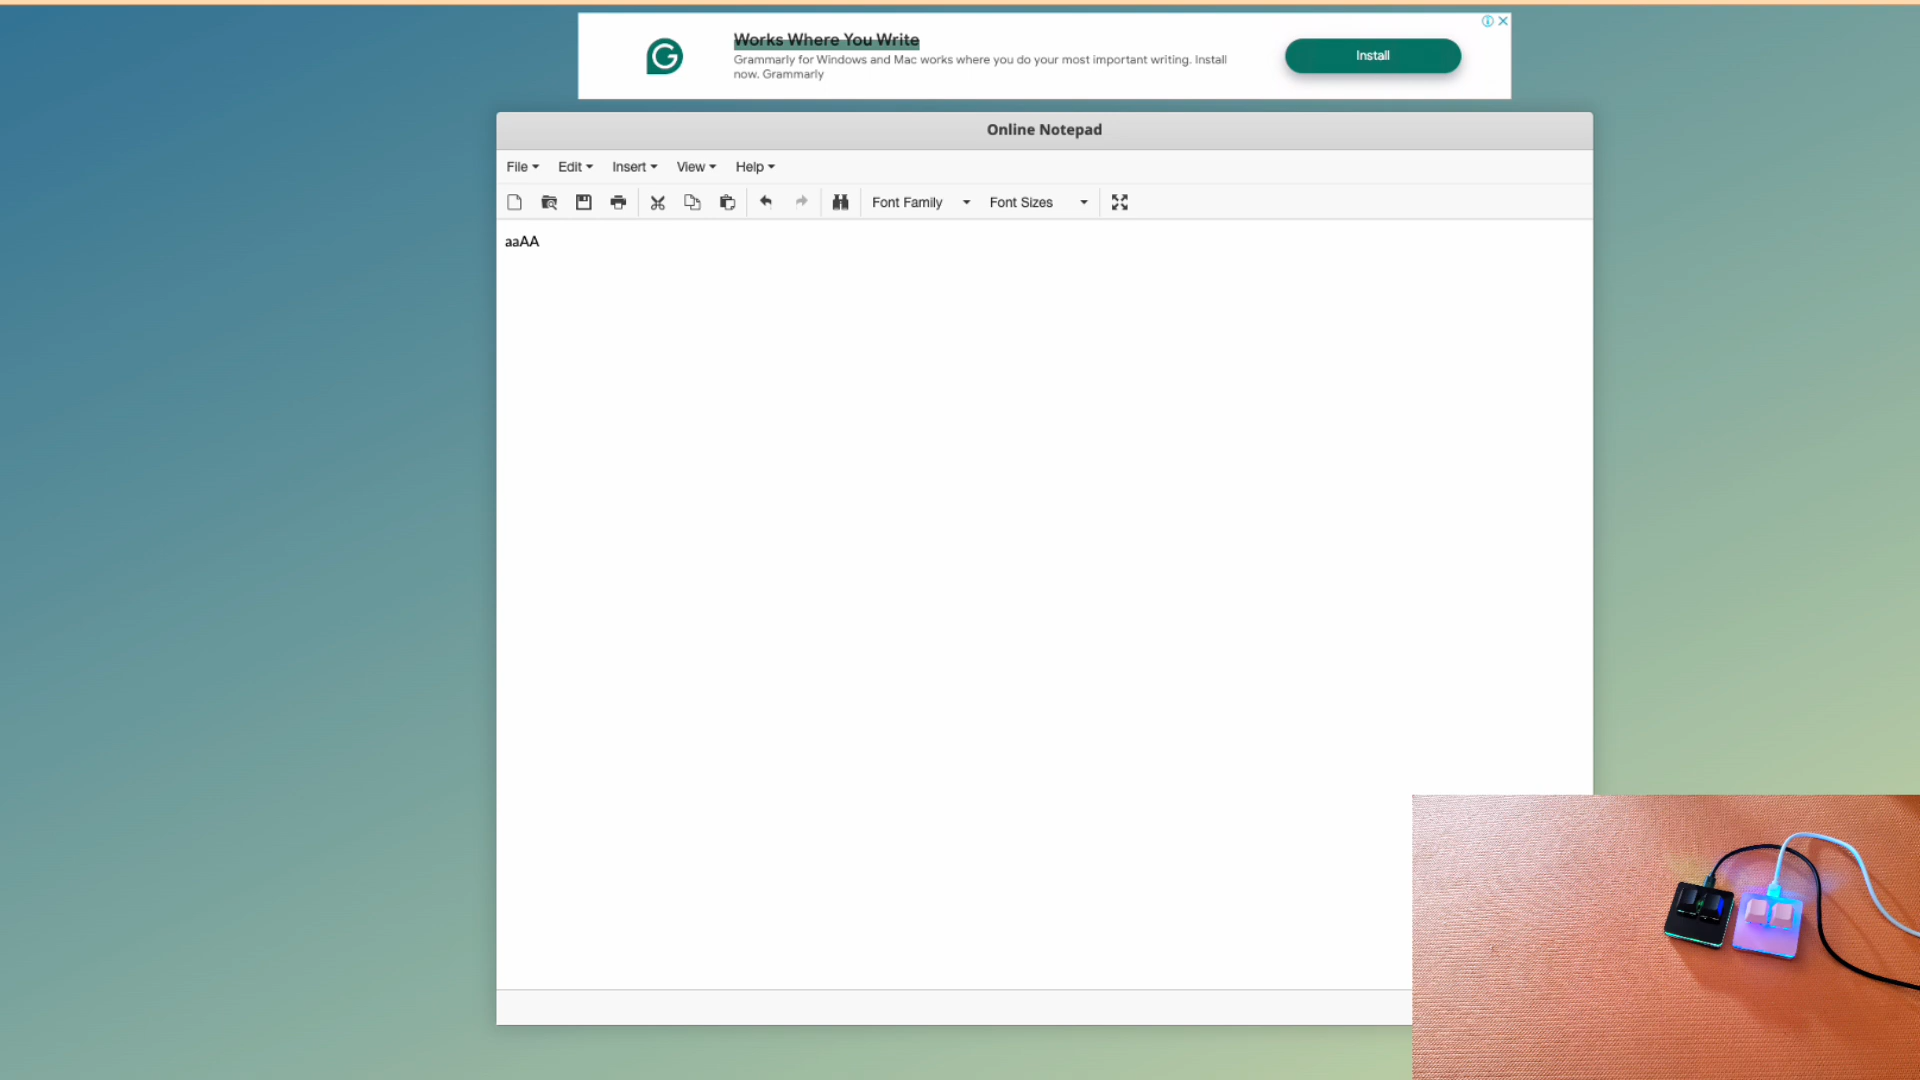 Works Where You Write
Grammarly for Windows and Mac works where you do your most important writing. Install
now. Grammarly
Install
Online Notepad
File Edit Insert View Help
Font Family Font Sizes
aaAA